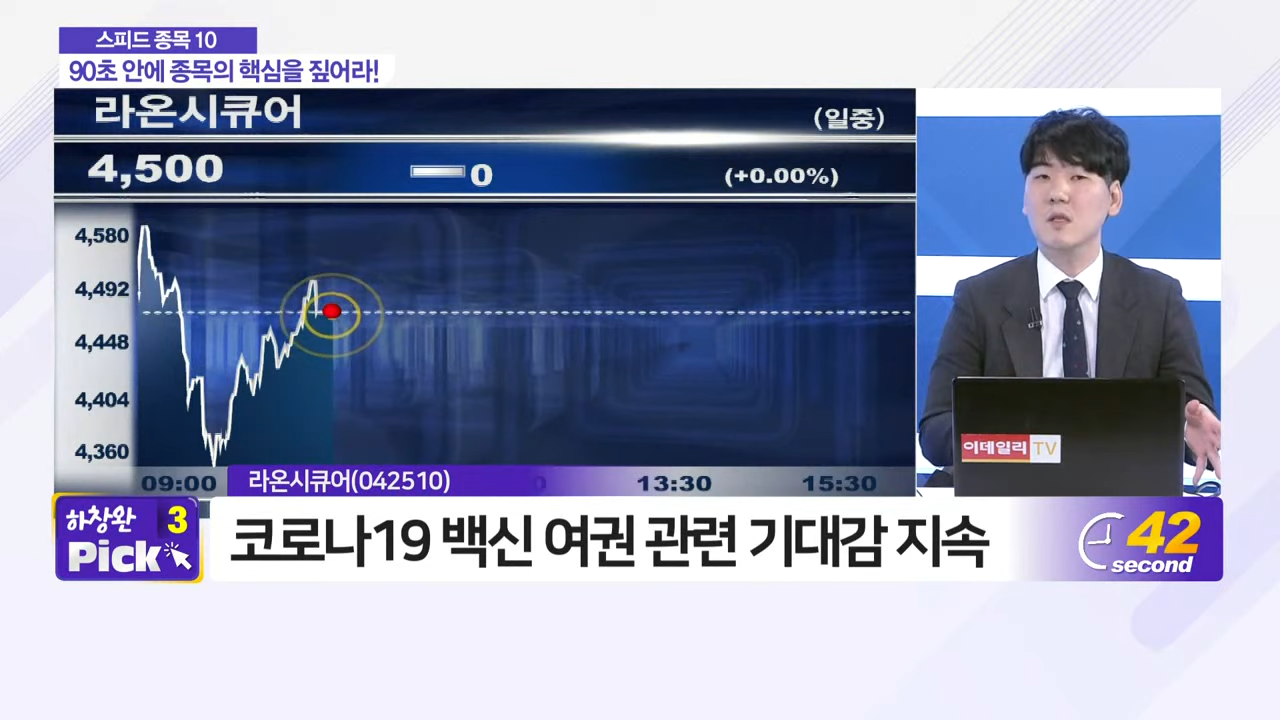 스피드 종목 10
90초 안에 종목의 핵심을 짚어라!
라온시큐어
(일중)
4,500
0
(+0.00%)
4,580
4,492
4,448
4,404
4,360
09:00
13:30
15:30
라온시큐어(042510)
이데일리 TV
하창완 3
Pick
코로나19 백신 여권 관련 기대감 지속
42
second